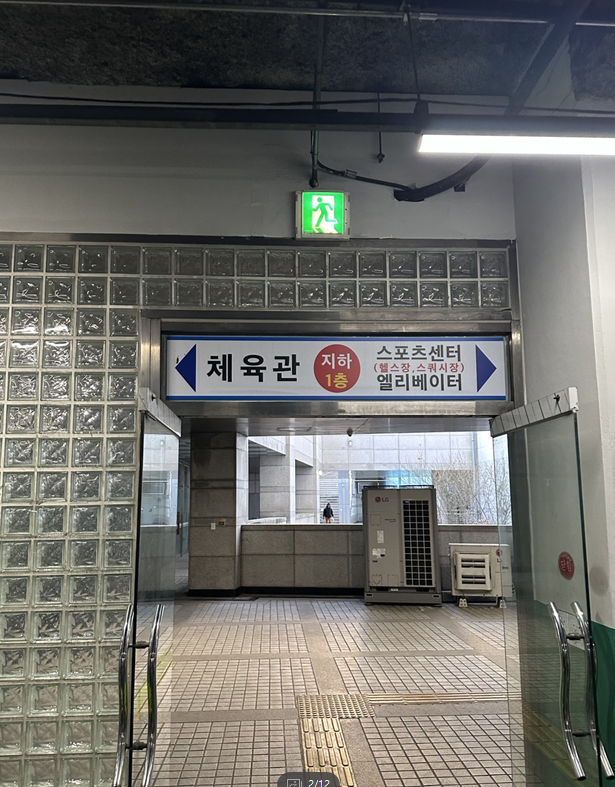 체육관
지하
1층
스포츠센터
(헬스장.스쿼시장)
엘리베이터
LG
2/12